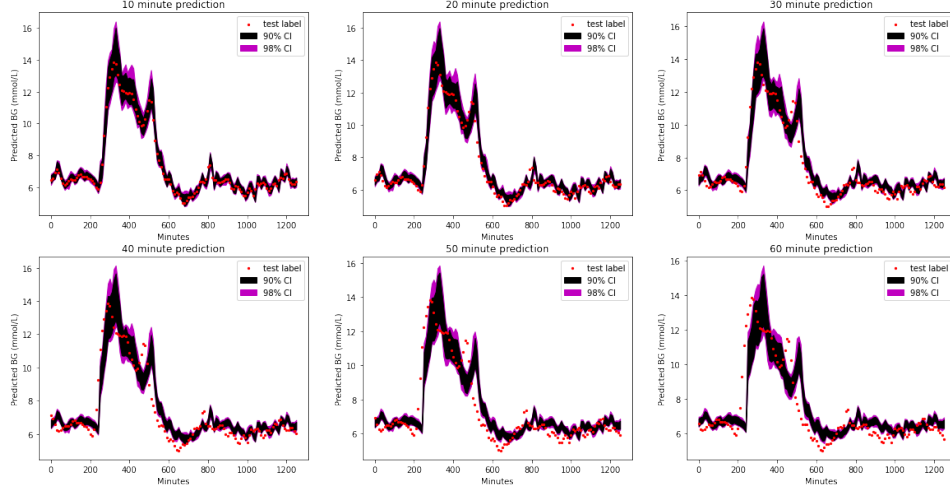 10 minute prediction
20 minute prediction
30 minute prediction
Predicted BG (mmol/L)
16
14
12
10
8
6
test label
90% CI
98% CI
0 200 400 600 800 1000 1200
Minutes
Predicted BG (mmol/L)
16
14
12
10
8
6
test label
90% CI
98% CI
0 200 400 600 800 1000 1200
Minutes
Predicted BG (mmol/L)
16
14
12
10
8
6
test label
90% CI
98% CI
0 200 400 600 800 1000 1200
Minutes
40 minute prediction
50 minute prediction
60 minute prediction
Predicted BG (mmol/L)
16
14
12
10
8
6
test label
90% CI
98% CI
0 200 400 600 800 1000 1200
Minutes
Predicted BG (mmol/L)
16
14
12
10
8
6
test label
90% CI
98% CI
0 200 400 600 800 1000 1200
Minutes
Predicted BG (mmol/L)
16
14
12
10
8
6
test label
90% CI
98% CI
0 200 400 600 800 1000 1200
Minutes